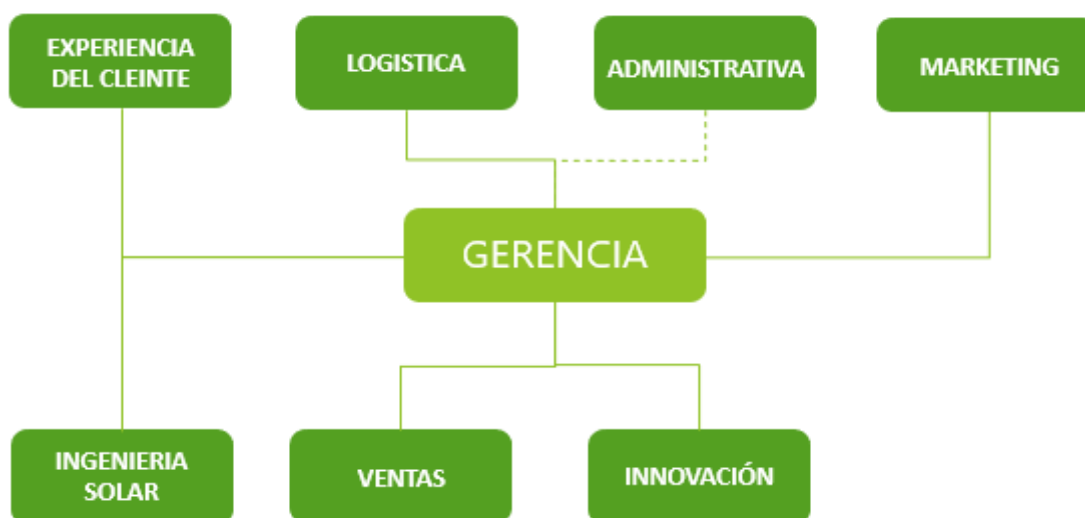 EXPERIENCIA
DEL CLEINTE
LOGISTICA
ADMINISTRATIVA
MARKETING
GERENCIA
INGENIERIA
SOLAR
VENTAS
INNOVACIÓN